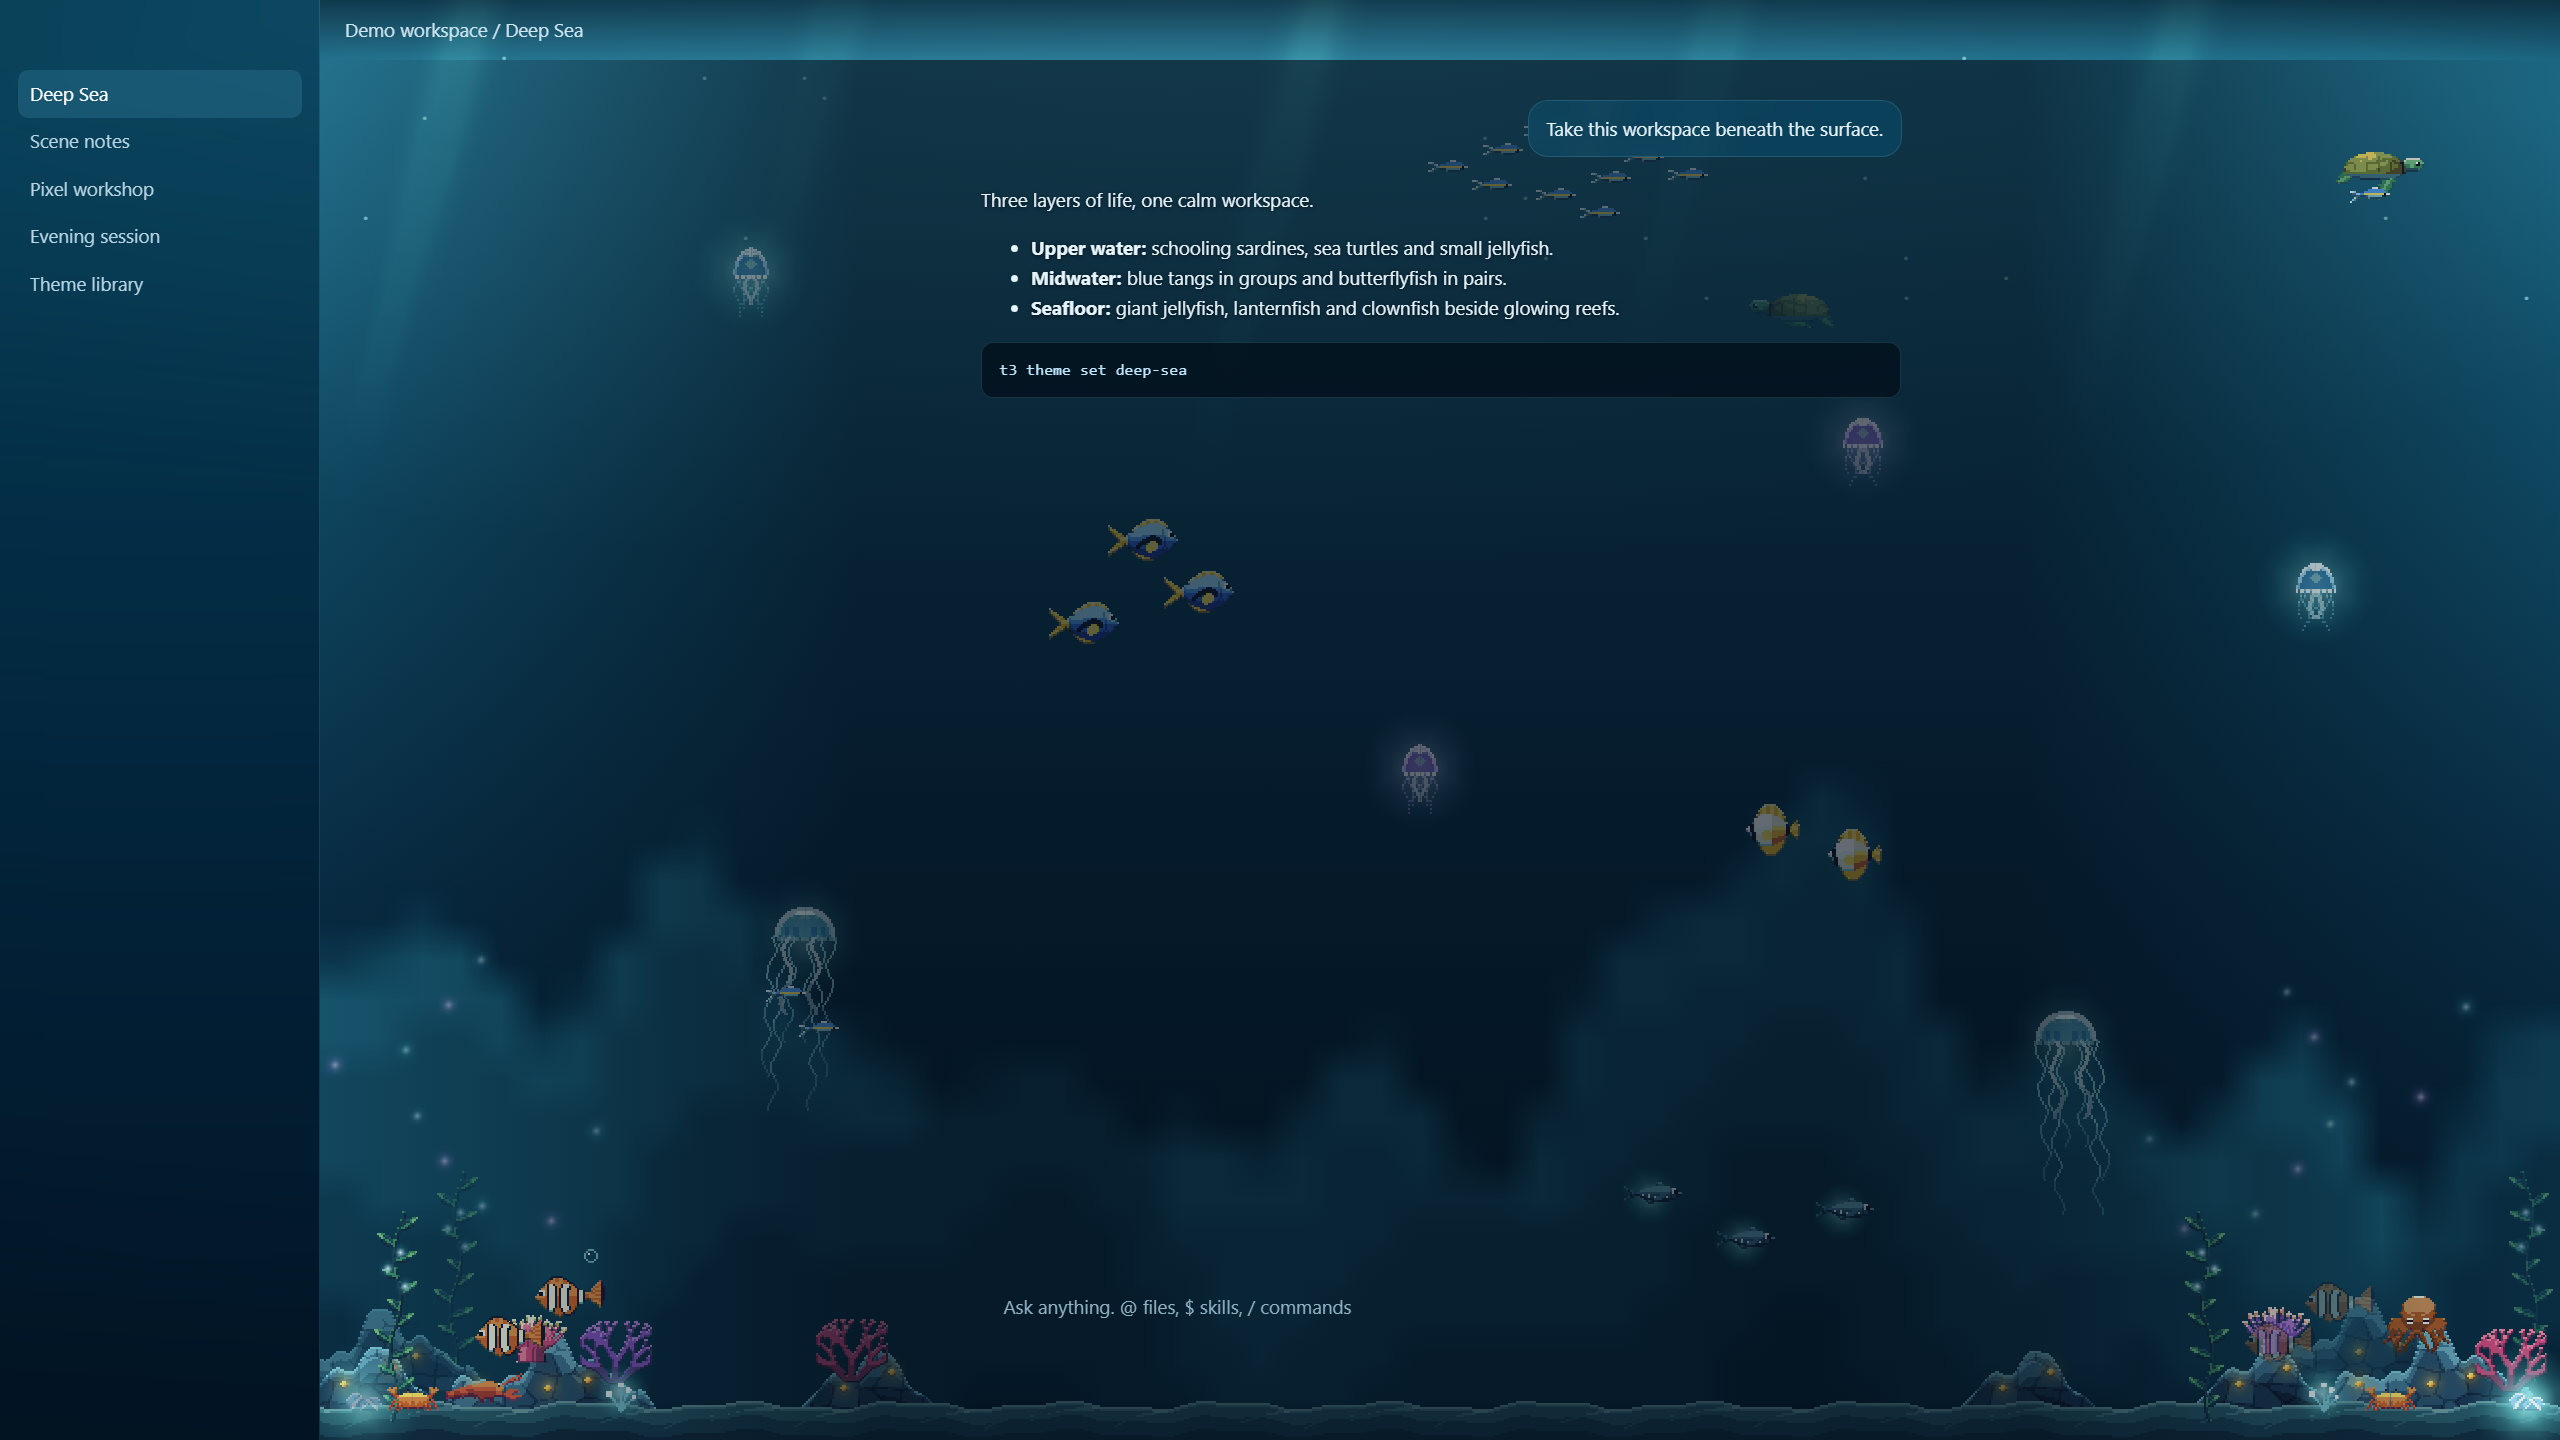 Demo workspace / Deep Sea
Deep Sea
Scene notes
Pixel workshop
Evening session
Theme library
Take this workspace beneath the surface.
Three layers of life, one calm workspace.
Upper water: schooling sardines, sea turtles and small jellyfish.
Midwater: blue tangs in groups and butterflyfish in pairs.
Seafloor: giant jellyfish, lanternfish and clownfish beside glowing reefs.
t3 theme set deep-sea
Ask anything. @ files, $ skills, / commands